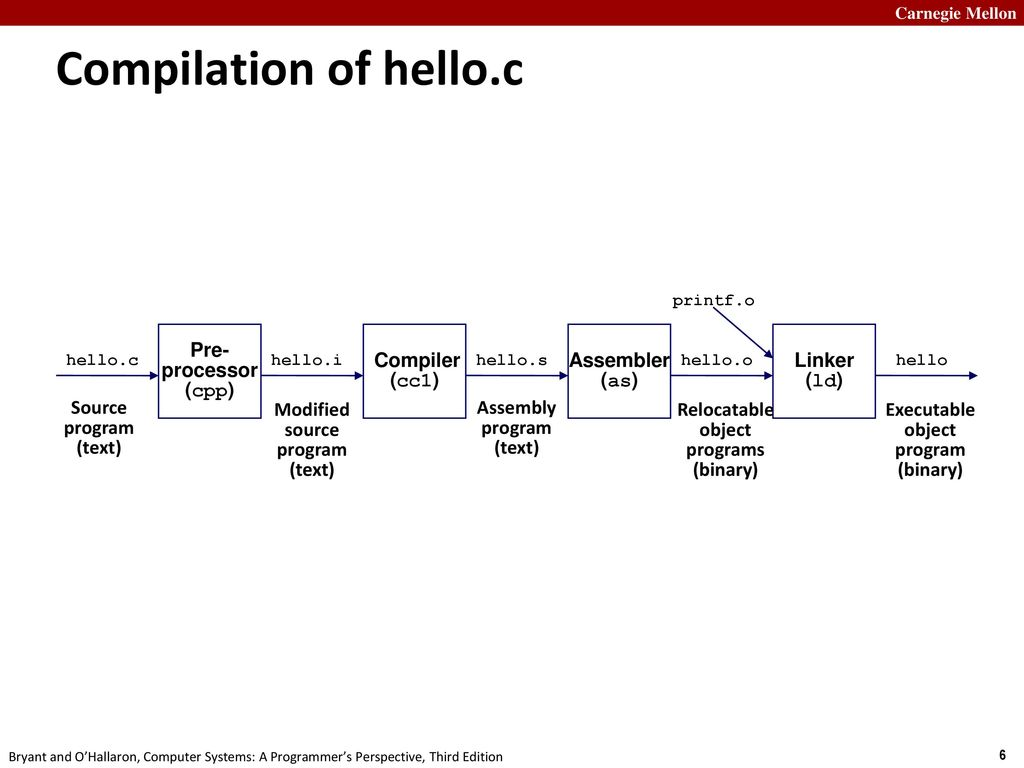 Carnegie Mellon
Compilation of hello.c
printf.o
hello.c
Pre-
processor
(cpp)
hello.i
Compiler
(cc1)
hello.s
Assembler
(as)
hello.o
Linker
(ld)
hello
Source
program
(text)
Modified
source
program
(text)
Assembly
program
(text)
Relocatable
object
programs
(binary)
Executable
object
program
(binary)
Bryant and O’Hallaron, Computer Systems: A Programmer’s Perspective, Third Edition
6